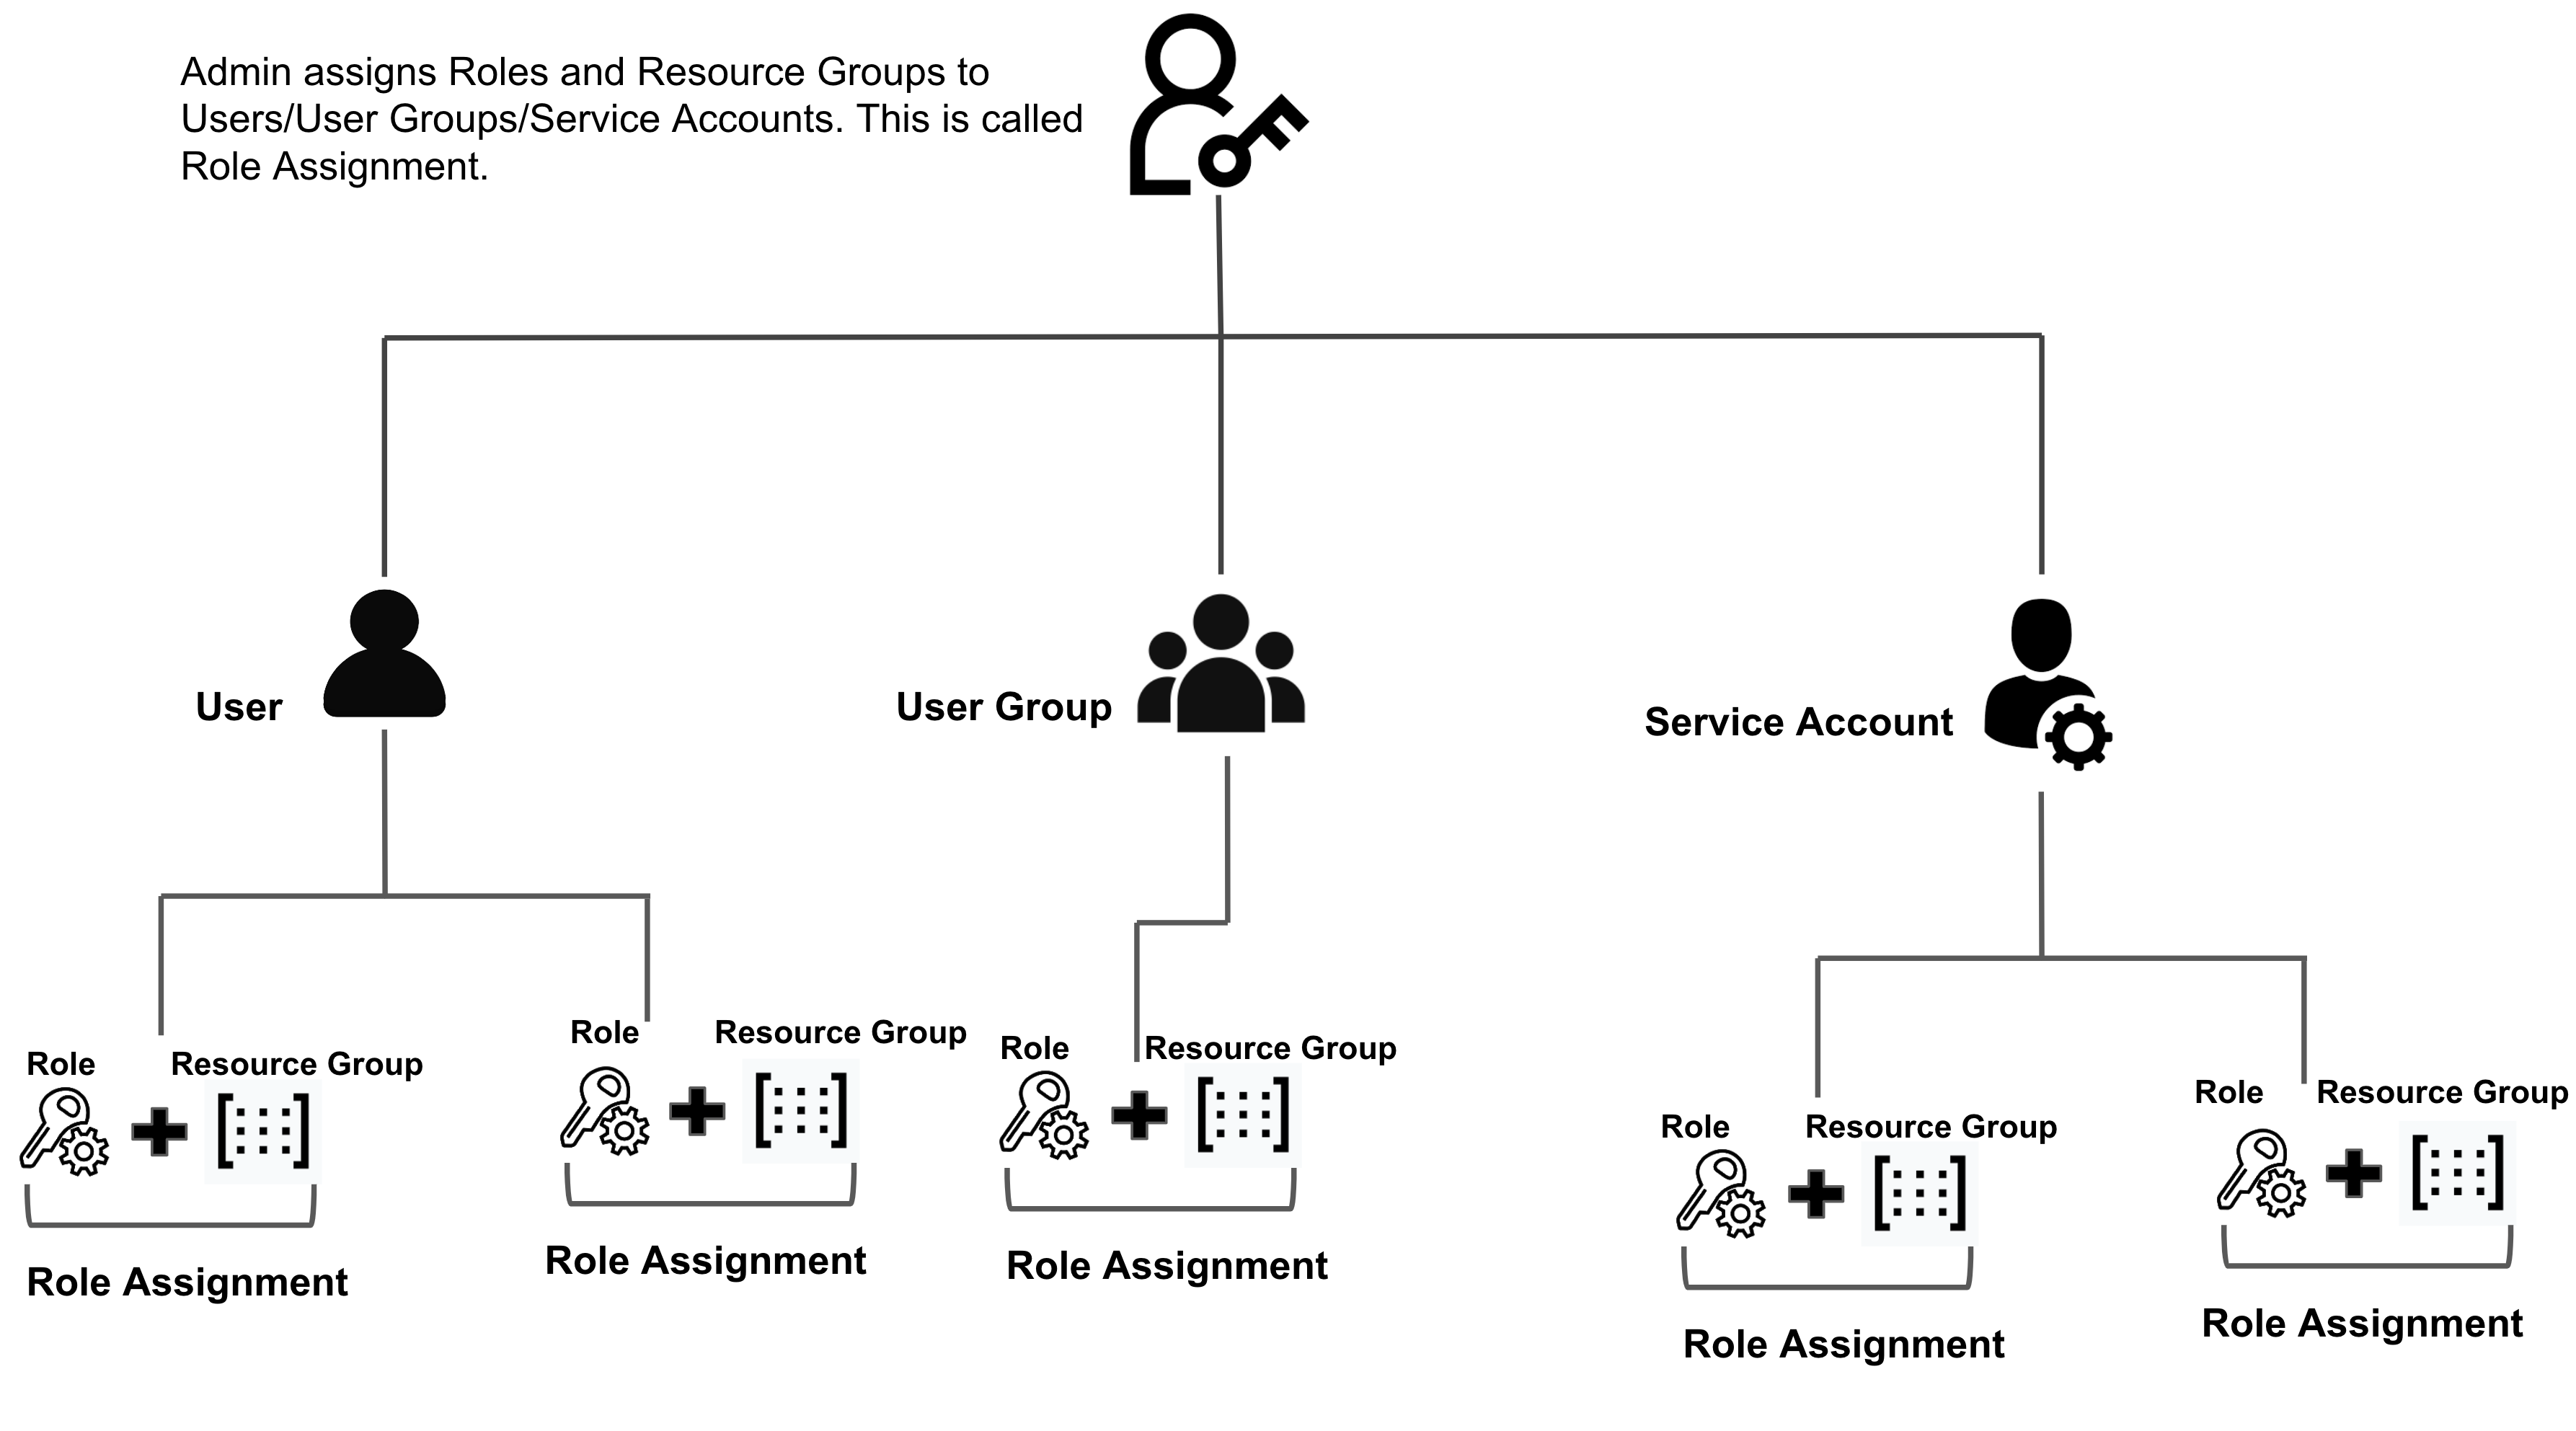 Admin assigns Roles and Resource Groups to
Users/User Groups/Service Accounts. This is called
Role Assignment.
User
User Group
Service Account
Role
Resource Group
Role Assignment
Role
Resource Group
Role Assignment
Role
Resource Group
Role Assignment
Role
Resource Group
Role Assignment
Role
Resource Group
Role Assignment